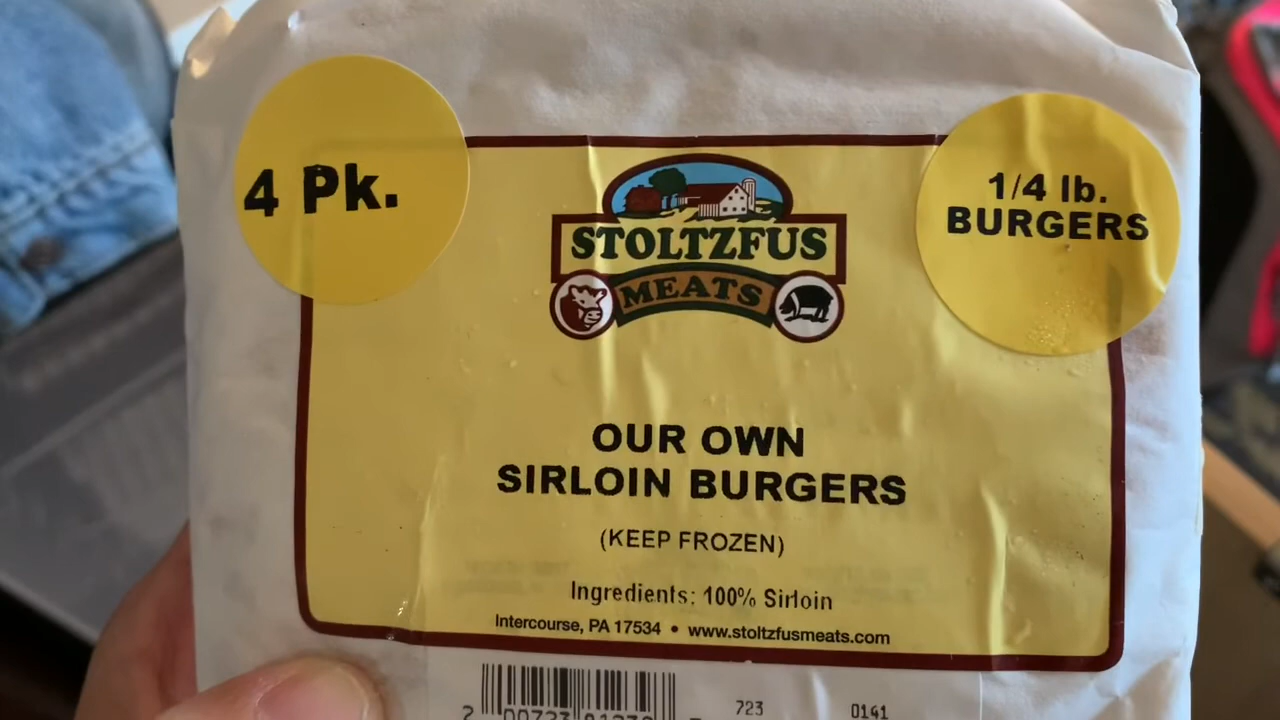 4 Pk.
1/4 lb.
BURGERS
STOLTZFUS
MEATS
OUR OWN
SIRLOIN BURGERS
(KEEP FROZEN)
Ingredients: 100% Sirloin
Intercourse, PA 17534 • www.stoltzfusmeats.com
723
0141